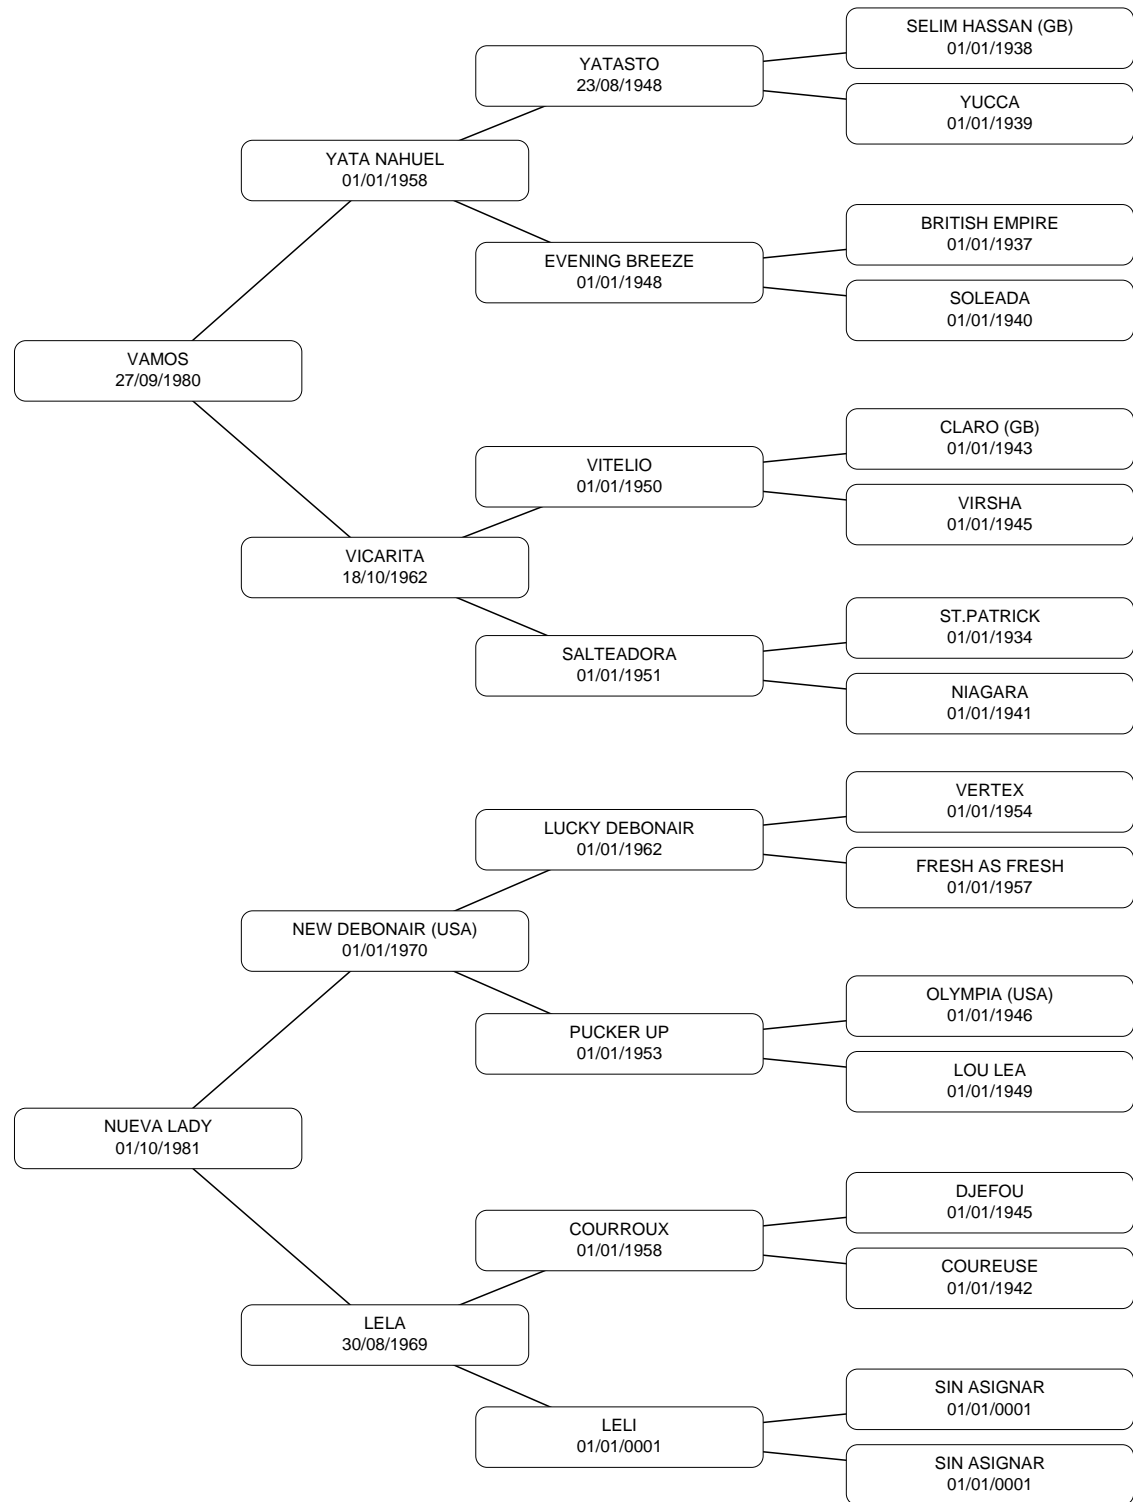 SELIM HASSAN (GB)
01/01/1938
YATASTO
23/08/1948
YUCCA
01/01/1939
YATA NAHUEL
01/01/1958
BRITISH EMPIRE
01/01/1937
EVENING BREEZE
01/01/1948
SOLEADA
01/01/1940
VAMOS
27/09/1980
CLARO (GB)
01/01/1943
VITELIO
01/01/1950
VIRSHA
01/01/1945
VICARITA
18/10/1962
ST.PATRICK
01/01/1934
SALTEADORA
01/01/1951
NIAGARA
01/01/1941
VERTEX
01/01/1954
LUCKY DEBONAIR
01/01/1962
FRESH AS FRESH
01/01/1957
NEW DEBONAIR (USA)
01/01/1970
OLYMPIA (USA)
01/01/1946
PUCKER UP
01/01/1953
LOU LEA
01/01/1949
NUEVA LADY
01/10/1981
DJEFOU
01/01/1945
COURROUX
01/01/1958
COUREUSE
01/01/1942
LELA
30/08/1969
SIN ASIGNAR
01/01/0001
LELI
01/01/0001
SIN ASIGNAR
01/01/0001